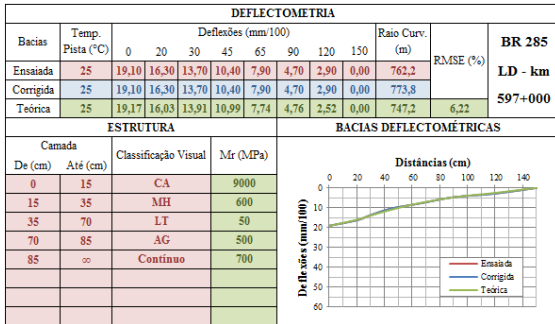 DEFLECTOMETRIA
Bacias Temp. Pista (°C) Deflexões (mm/100) Raio Curv. (m) RMSE (%) BR 285 LD - km 597+000
0 20 30 45 65 90 120 150
Ensaiada 25 19,10 16,30 13,70 10,40 7,90 4,70 2,90 0,00 762,2
Corrigida 25 19,10 16,30 13,70 10,40 7,90 4,70 2,90 0,00 773,8
Teórica 25 19,17 16,03 13,91 10,99 7,74 4,76 2,52 0,00 747,2 6,22
ESTRUTURA
Camada Classificação Visual Mr (MPa)
De (cm) Até (cm)
0 15 CA 9000
15 35 MH 600
35 70 LT 50
70 85 AG 500
85 ∞ Contínuo 700
BACIAS DEFLECTOMÉTRICAS
Distâncias (cm)
0 20 40 60 80 100 120 140
Deflexões (mm/100)
0
10
20
30
40
50
60
Ensaiada
Corrigida
Teórica